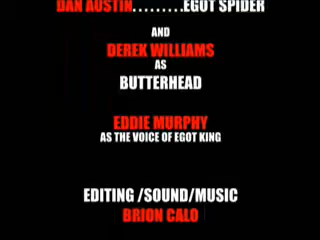 DAN AUSTIN.........EGOT SPIDER
AND
DEREK WILLIAMS
AS
BUTTERHEAD
EDDIE MURPHY
AS THE VOICE OF EGOT KING
EDITING /SOUND/MUSIC
BRION CALO